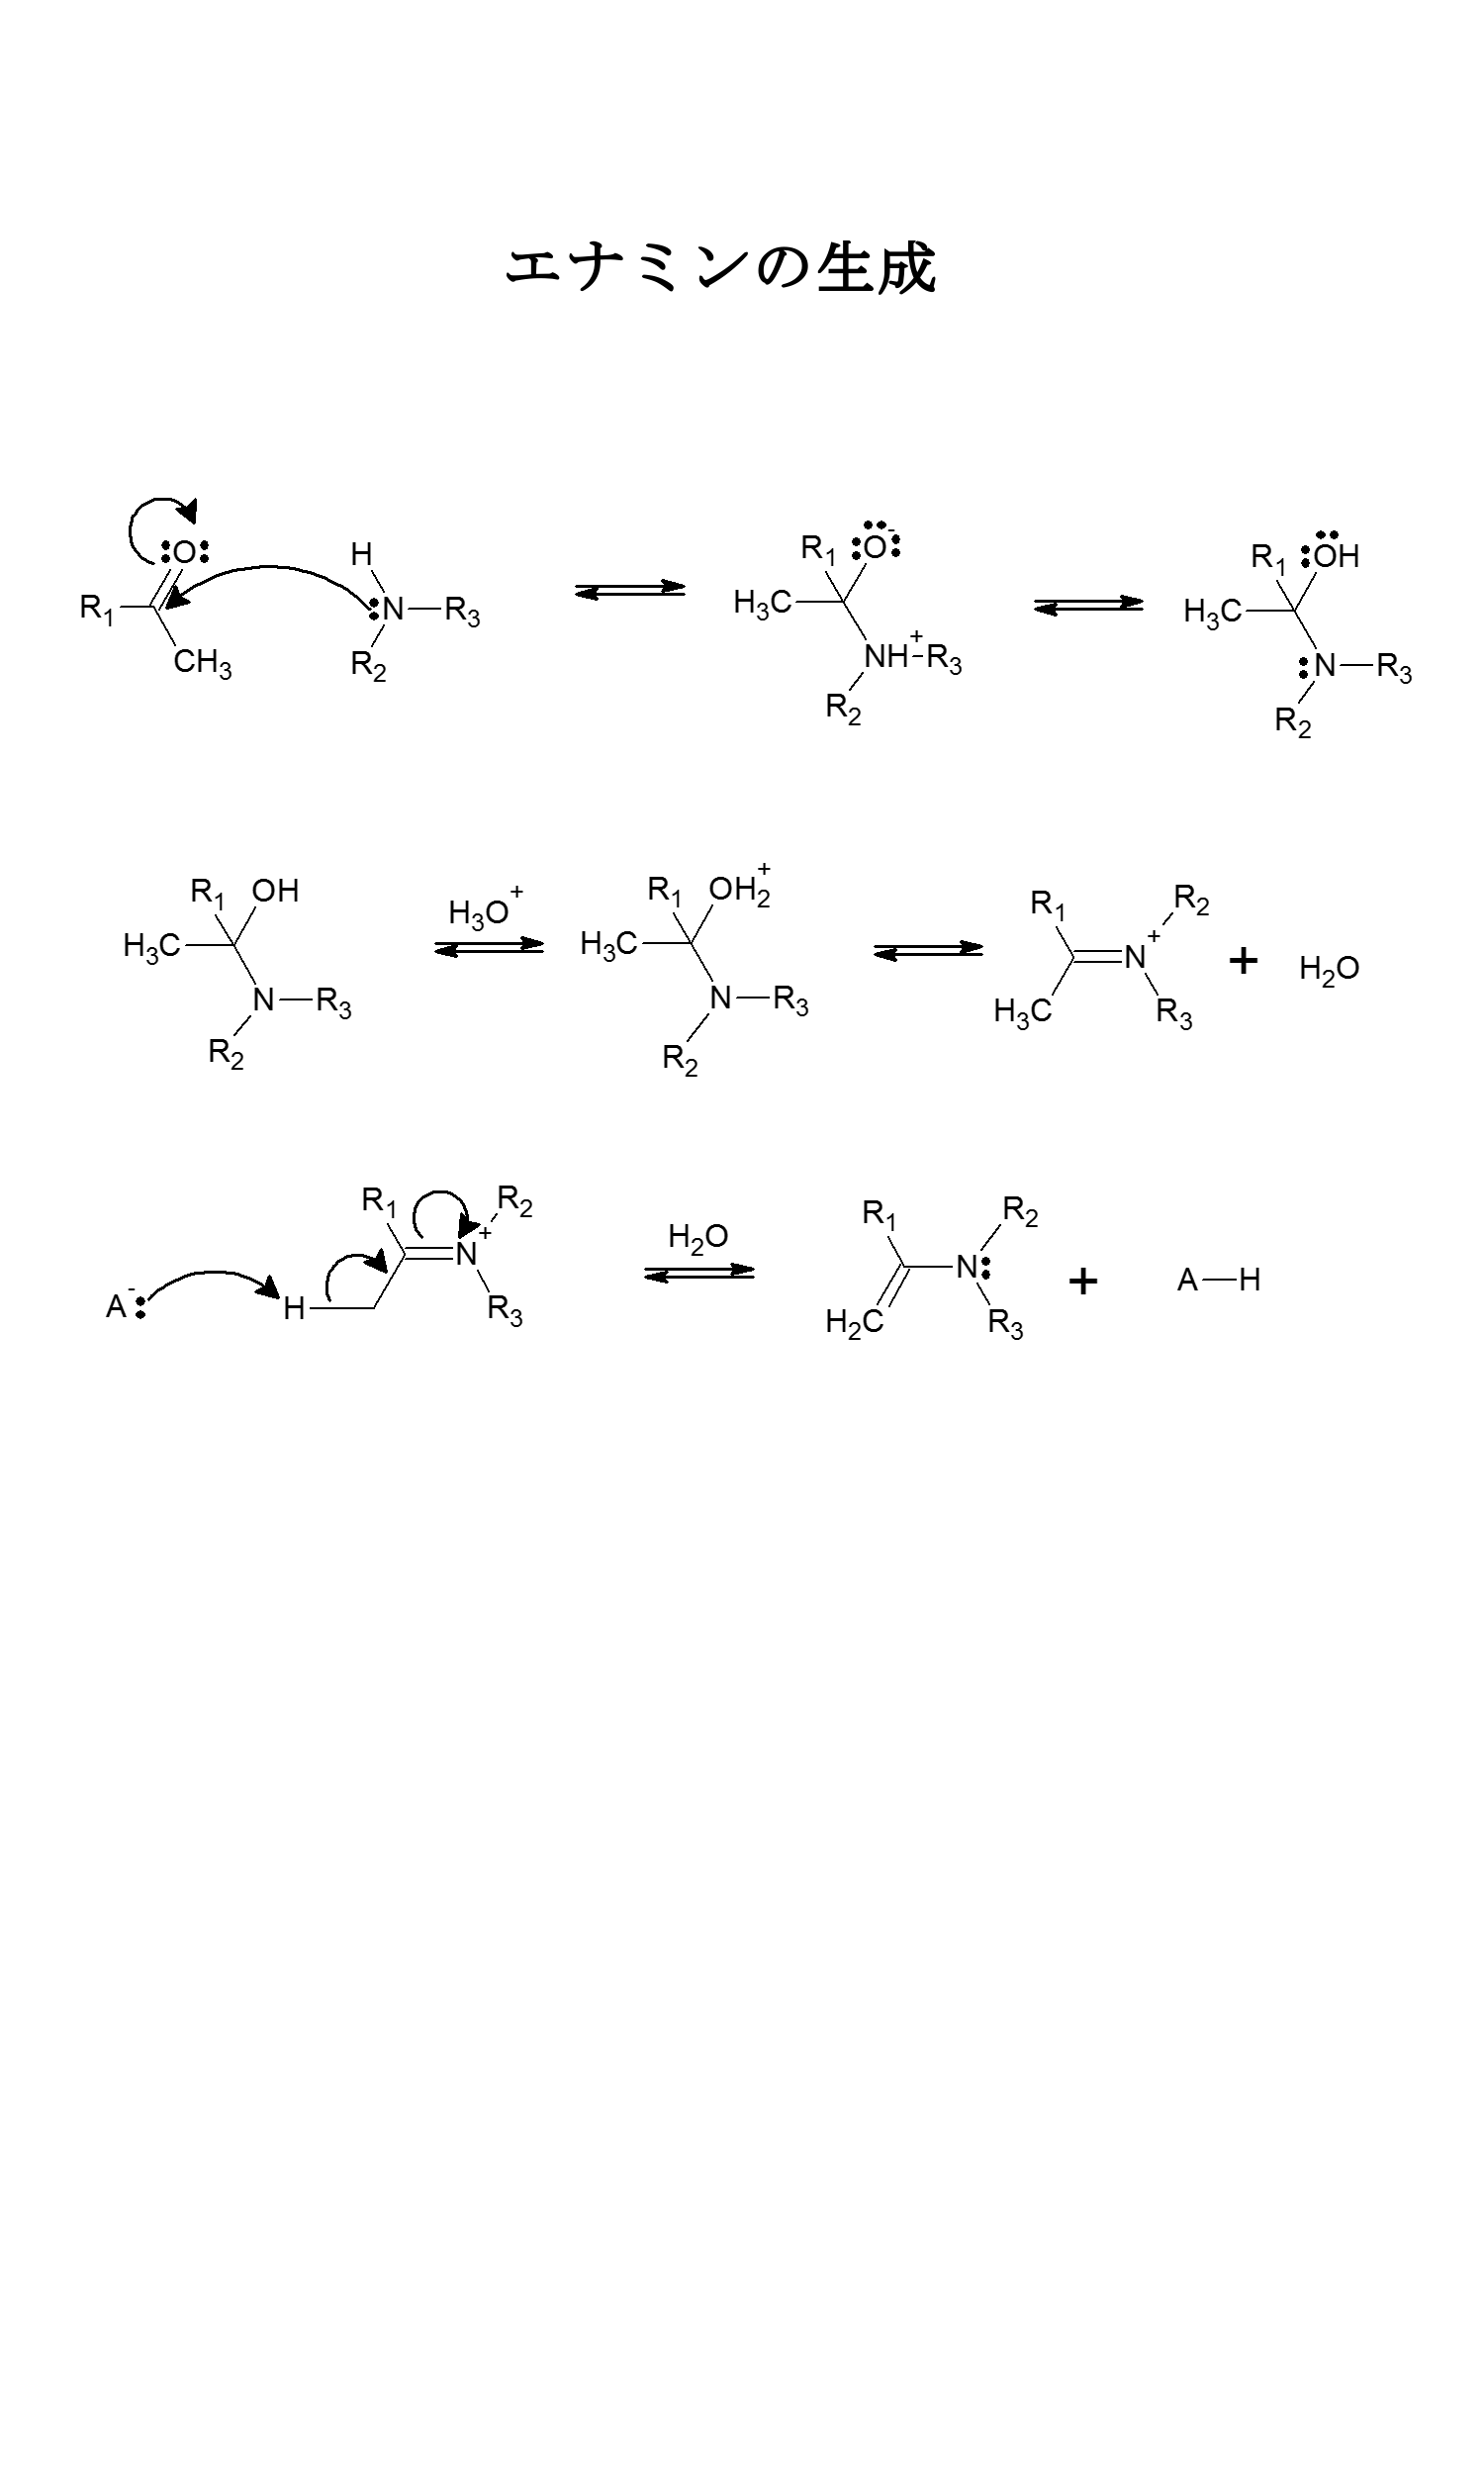 エナミンの生成
R1 O CH3 H N R3 R2 R1 O- H3C NH+ R3 R2 R1 OH H3C N R3 R2
R1 OH H3C N R3 R2 H3O+ R1 OH2+ H3C N R3 R2 R1 R2 N+ H3C R3 + H2O
A- H R1 R2 N+ R3 H2O R1 R2 N H2C R3 + A H